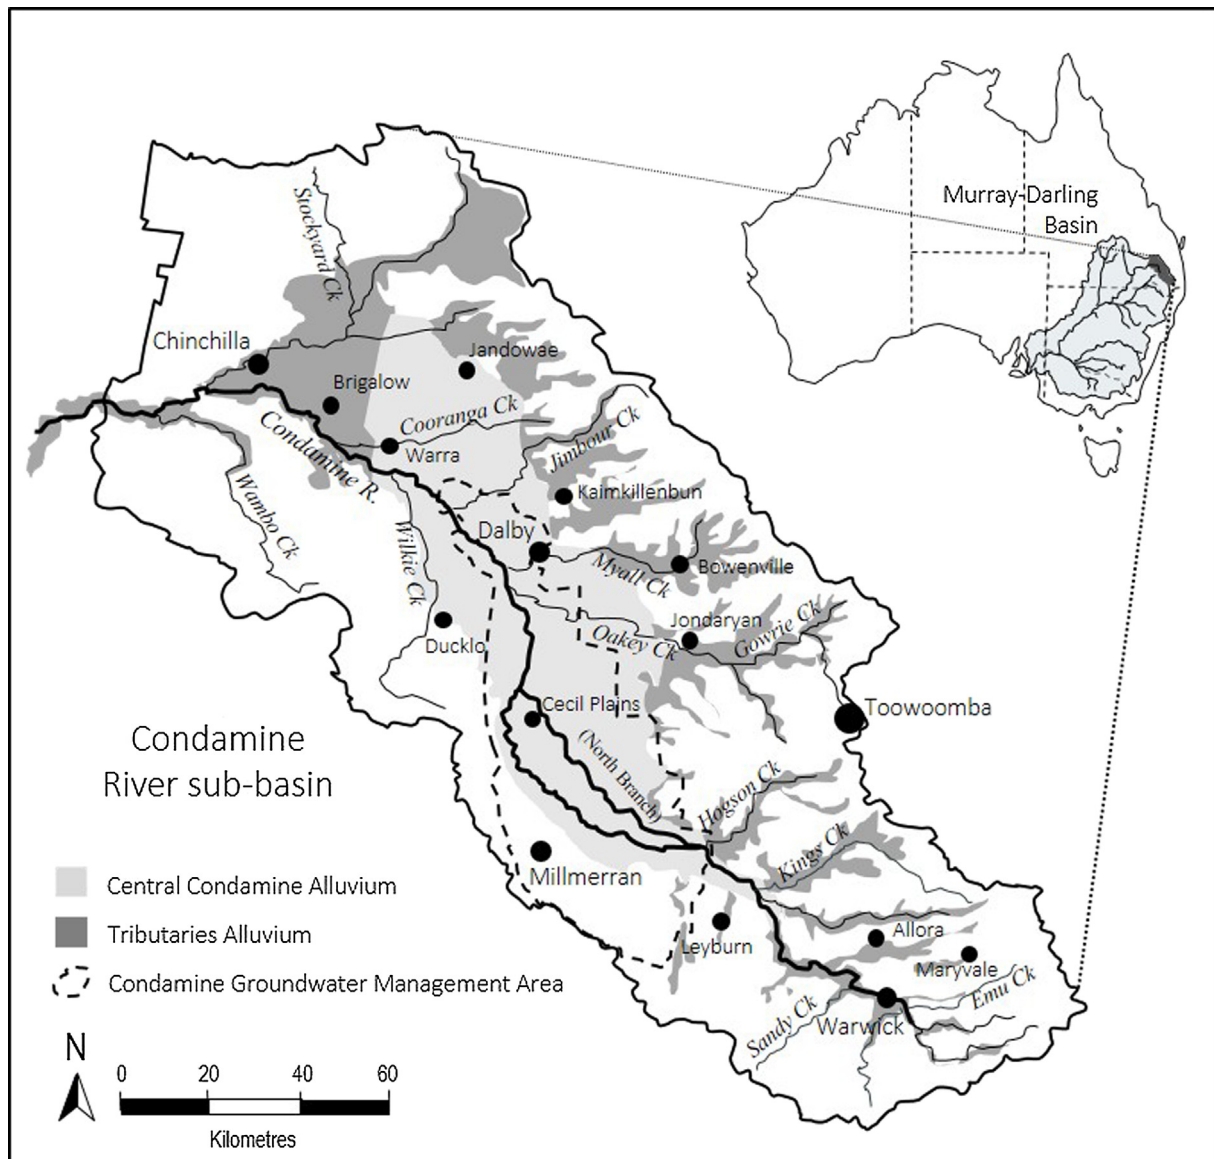 Murray-Darling
Basin
Stockyard Ck
Chinchilla
Jandowae
Brigalow
Cooranga Ck
Condamine R.
Warra
Jimbour Ck
Kaimkillenbun
Wambo Ck
Wilkie Ck
Dalby
Myall Ck
Bowenville
Jondaryan
Gowrie Ck
Oakey Ck
Ducklo
Cecil Plains
Toowoomba
(North Branch)
Condamine
River sub-basin
Hogson Ck
Kings Ck
Millmerran
Central Condamine Alluvium
Tributaries Alluvium
Condamine Groundwater Management Area
Leyburn
Allora
Maryvale
Emu Ck
Sandy Ck
Warwick
N
0 20 40 60
Kilometres